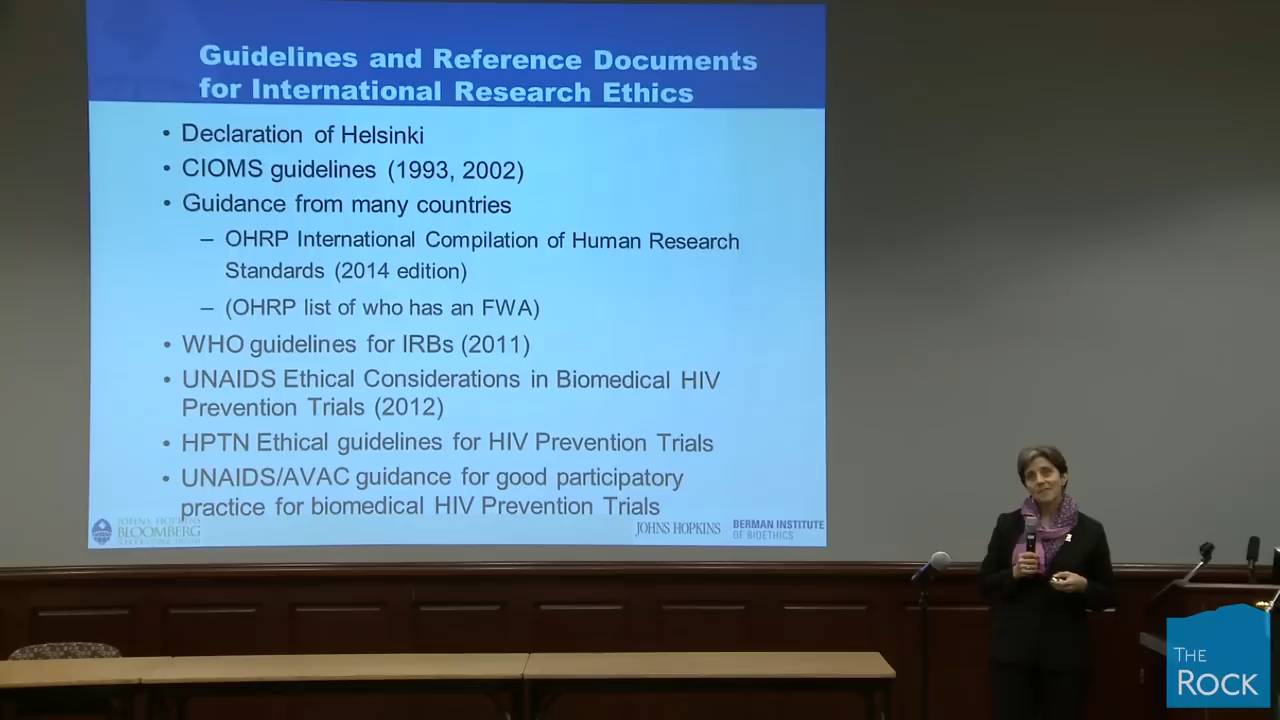 Guidelines and Reference Documents
for International Research Ethics
• Declaration of Helsinki
• CIOMS guidelines (1993, 2002)
• Guidance from many countries
– OHRP International Compilation of Human Research
Standards (2014 edition)
– (OHRP list of who has an FWA)
• WHO guidelines for IRBs (2011)
• UNAIDS Ethical Considerations in Biomedical HIV
Prevention Trials (2012)
• HPTN Ethical guidelines for HIV Prevention Trials
• UNAIDS/AVAC guidance for good participatory
practice for biomedical HIV Prevention Trials
JOHNS HOPKINS
BLOOMBERG
JOHNS HOPKINS
BERMAN INSTITUTE
OF BIOETHICS
THE
ROCK